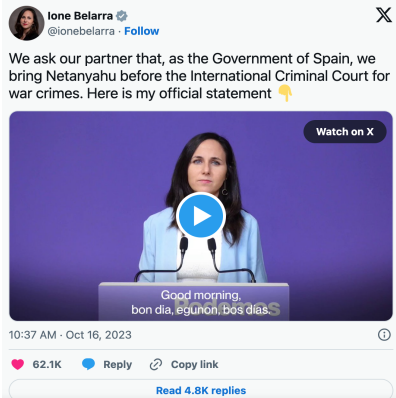 Ione Belarra
@ionebelarra · Follow
We ask our partner that, as the Government of Spain, we
bring Netanyahu before the International Criminal Court for
war crimes. Here is my official statement 👇
Watch on X
Podemos
Good morning,
bon dia, egunon, bos días.
10:37 AM · Oct 16, 2023
62.1K Reply Copy link
Read 4.8K replies